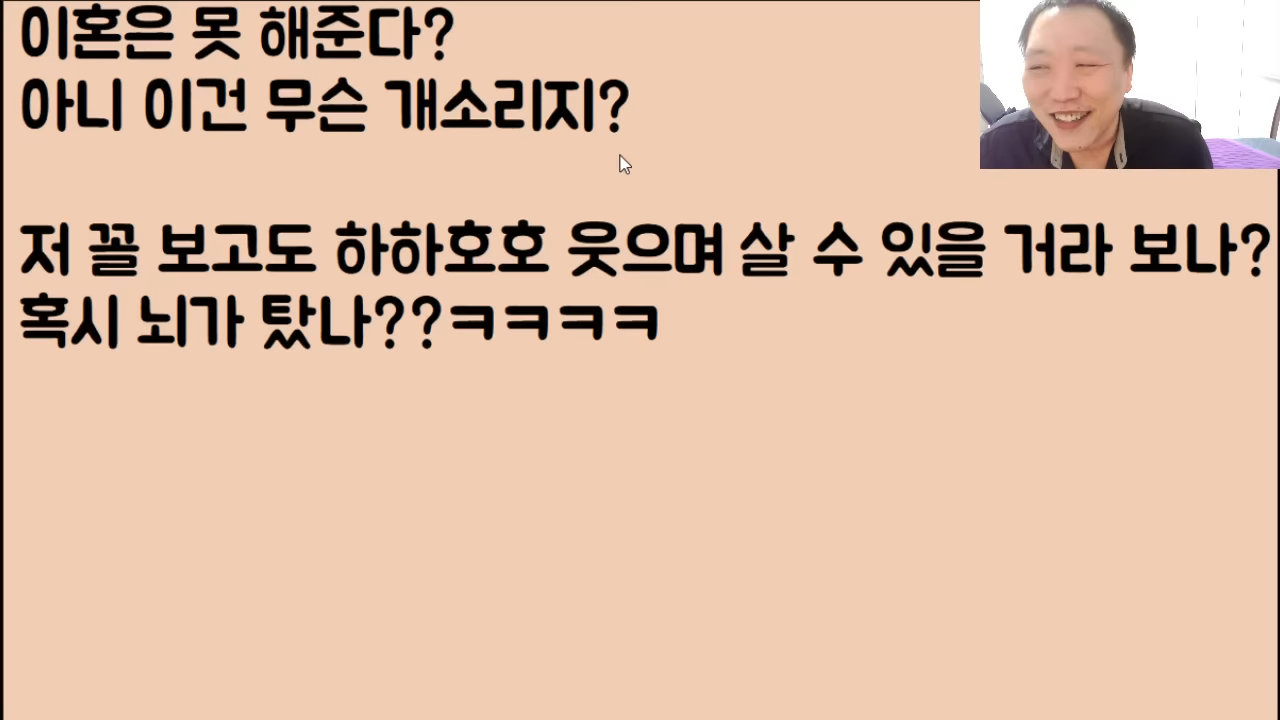 이혼은 못 해준다?
아니 이건 무슨 개소리지?
저 꼴 보고도 하하호호 웃으며 살 수 있을 거라 보나?
혹시 뇌가 탔나??ㅋㅋㅋㅋ